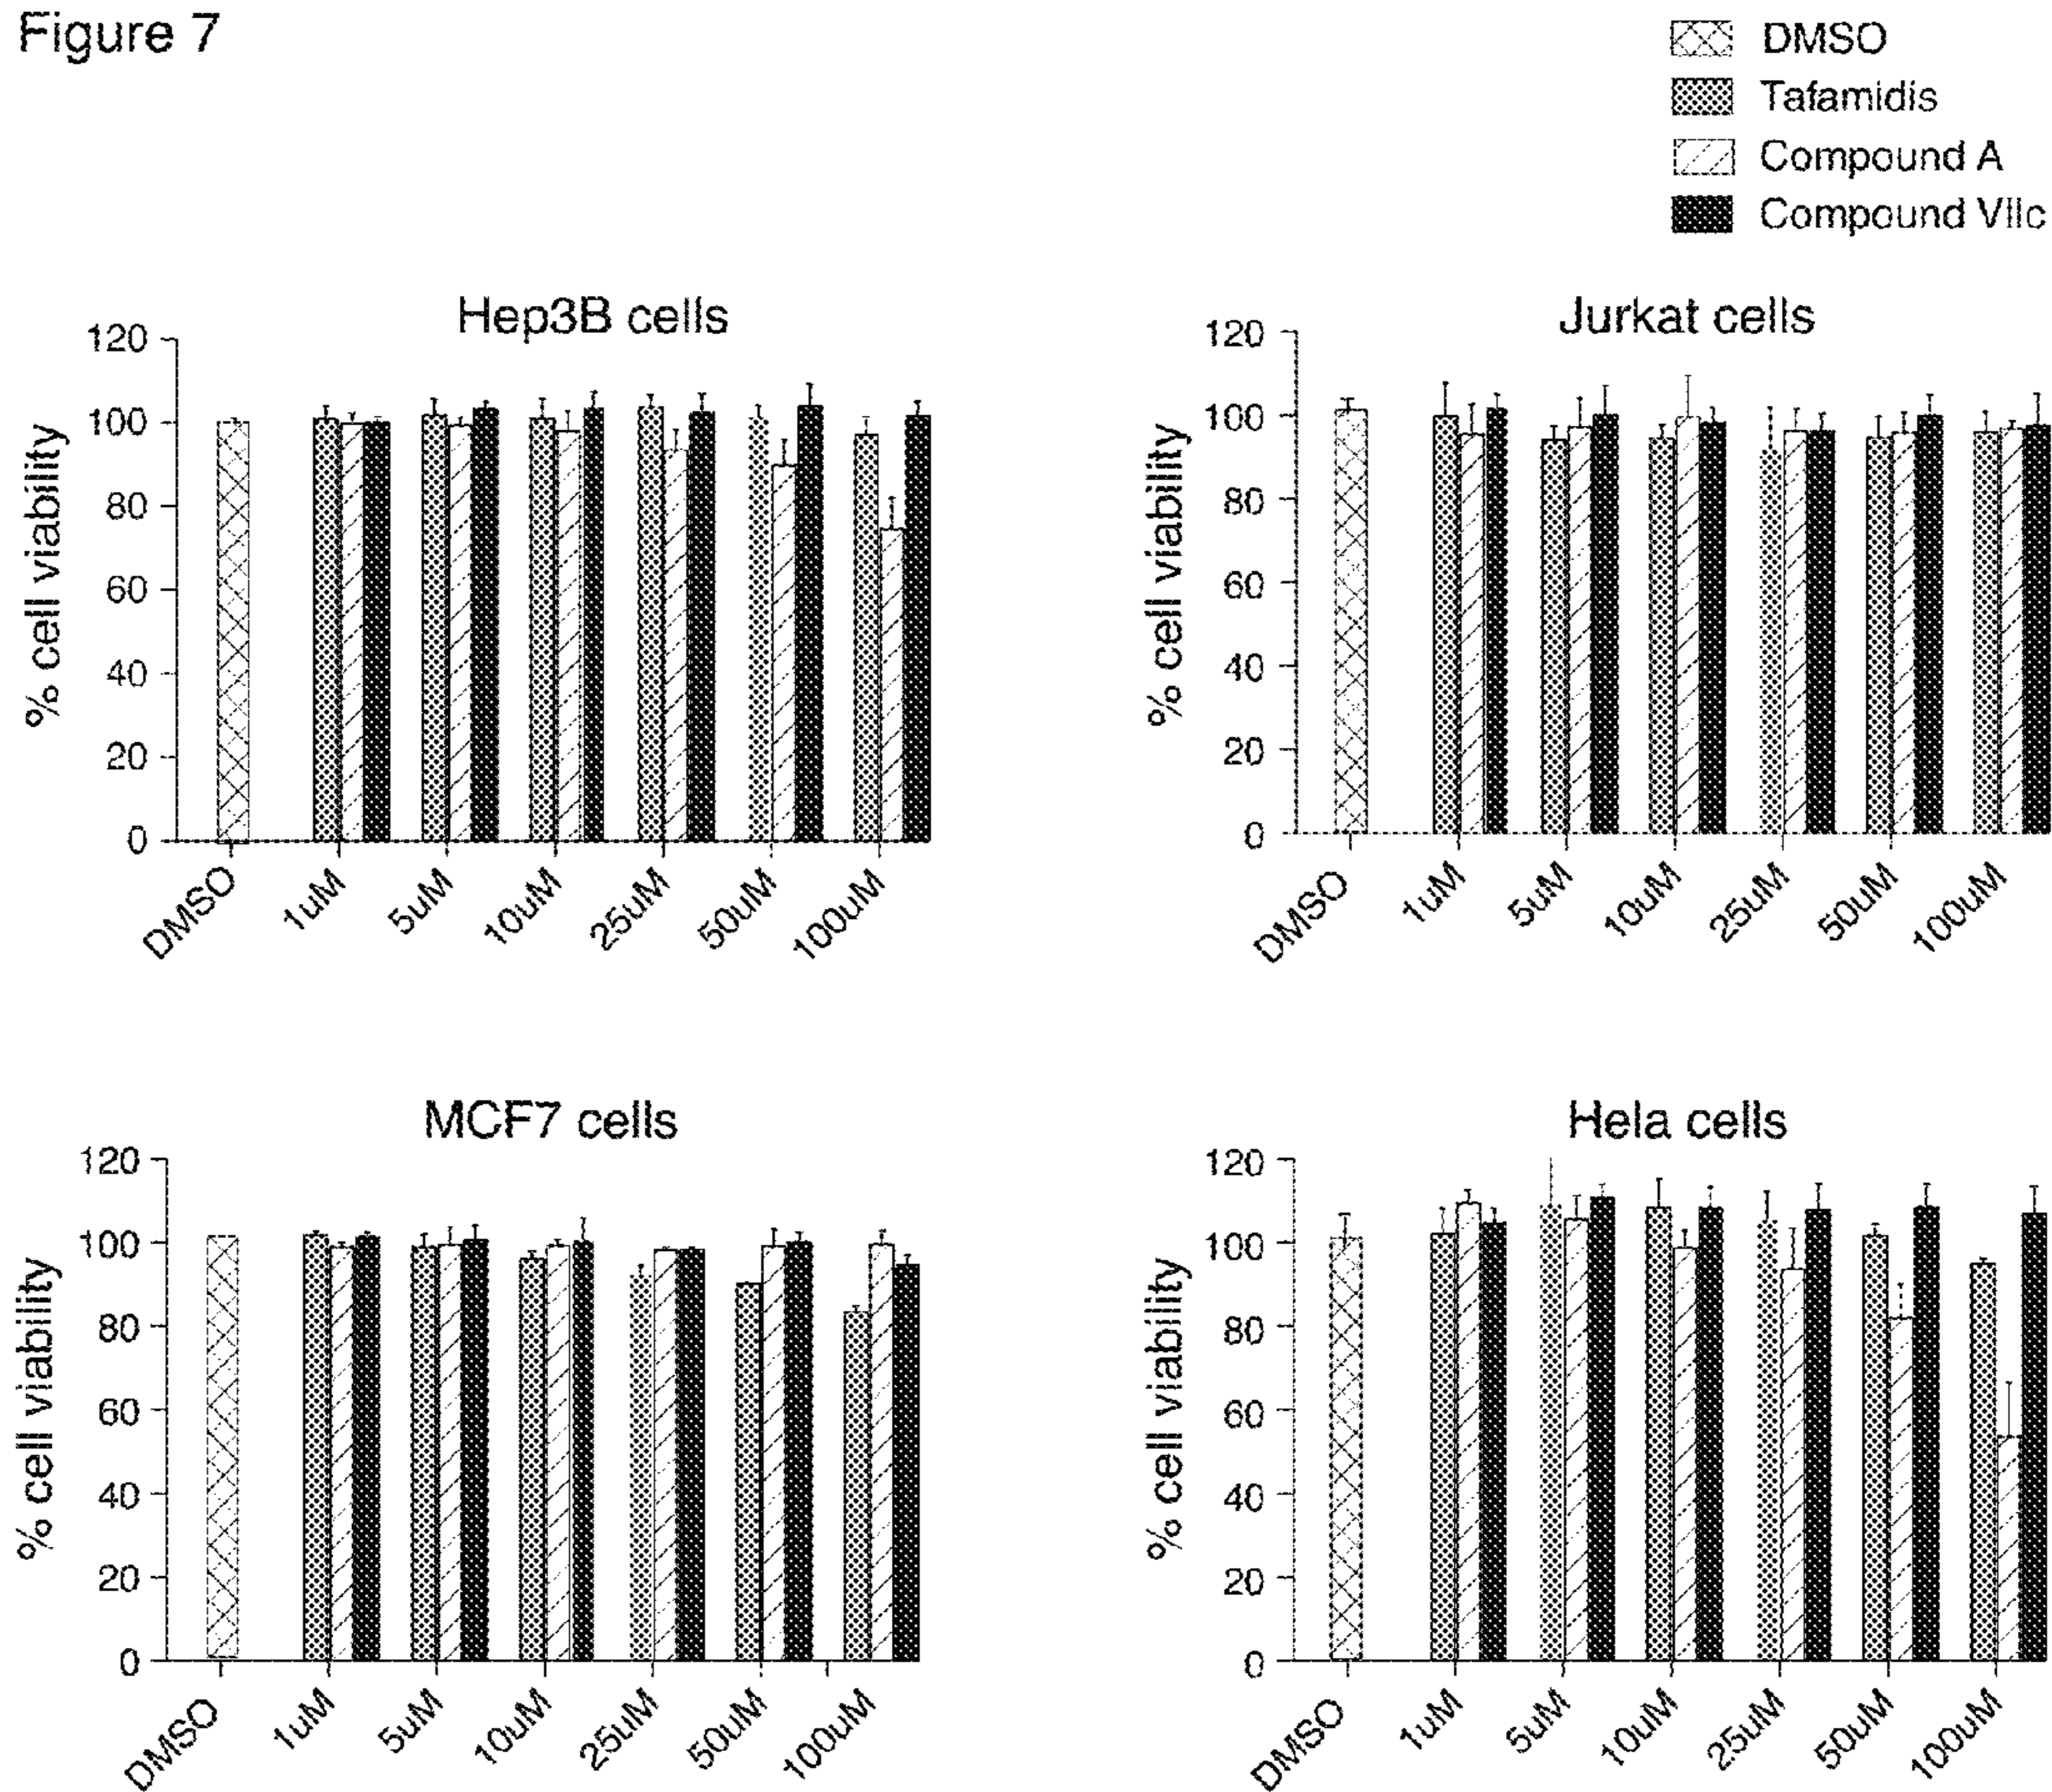 Figure 7
DMSO
Tafamidis
Compound A
Compound VIIc
Hep3B cells
% cell viability
120
100
80
60
40
20
0
DMSO
1uM
5uM
10uM
25uM
50uM
100uM
Jurkat cells
% cell viability
120
100
80
60
40
20
0
DMSO
1uM
5uM
10uM
25uM
50uM
100uM
MCF7 cells
% cell viability
120
100
80
60
40
20
0
DMSO
1uM
5uM
10uM
25uM
50uM
100uM
Hela cells
% cell viability
120
100
80
60
40
20
0
DMSO
1uM
5uM
10uM
25uM
50uM
100uM